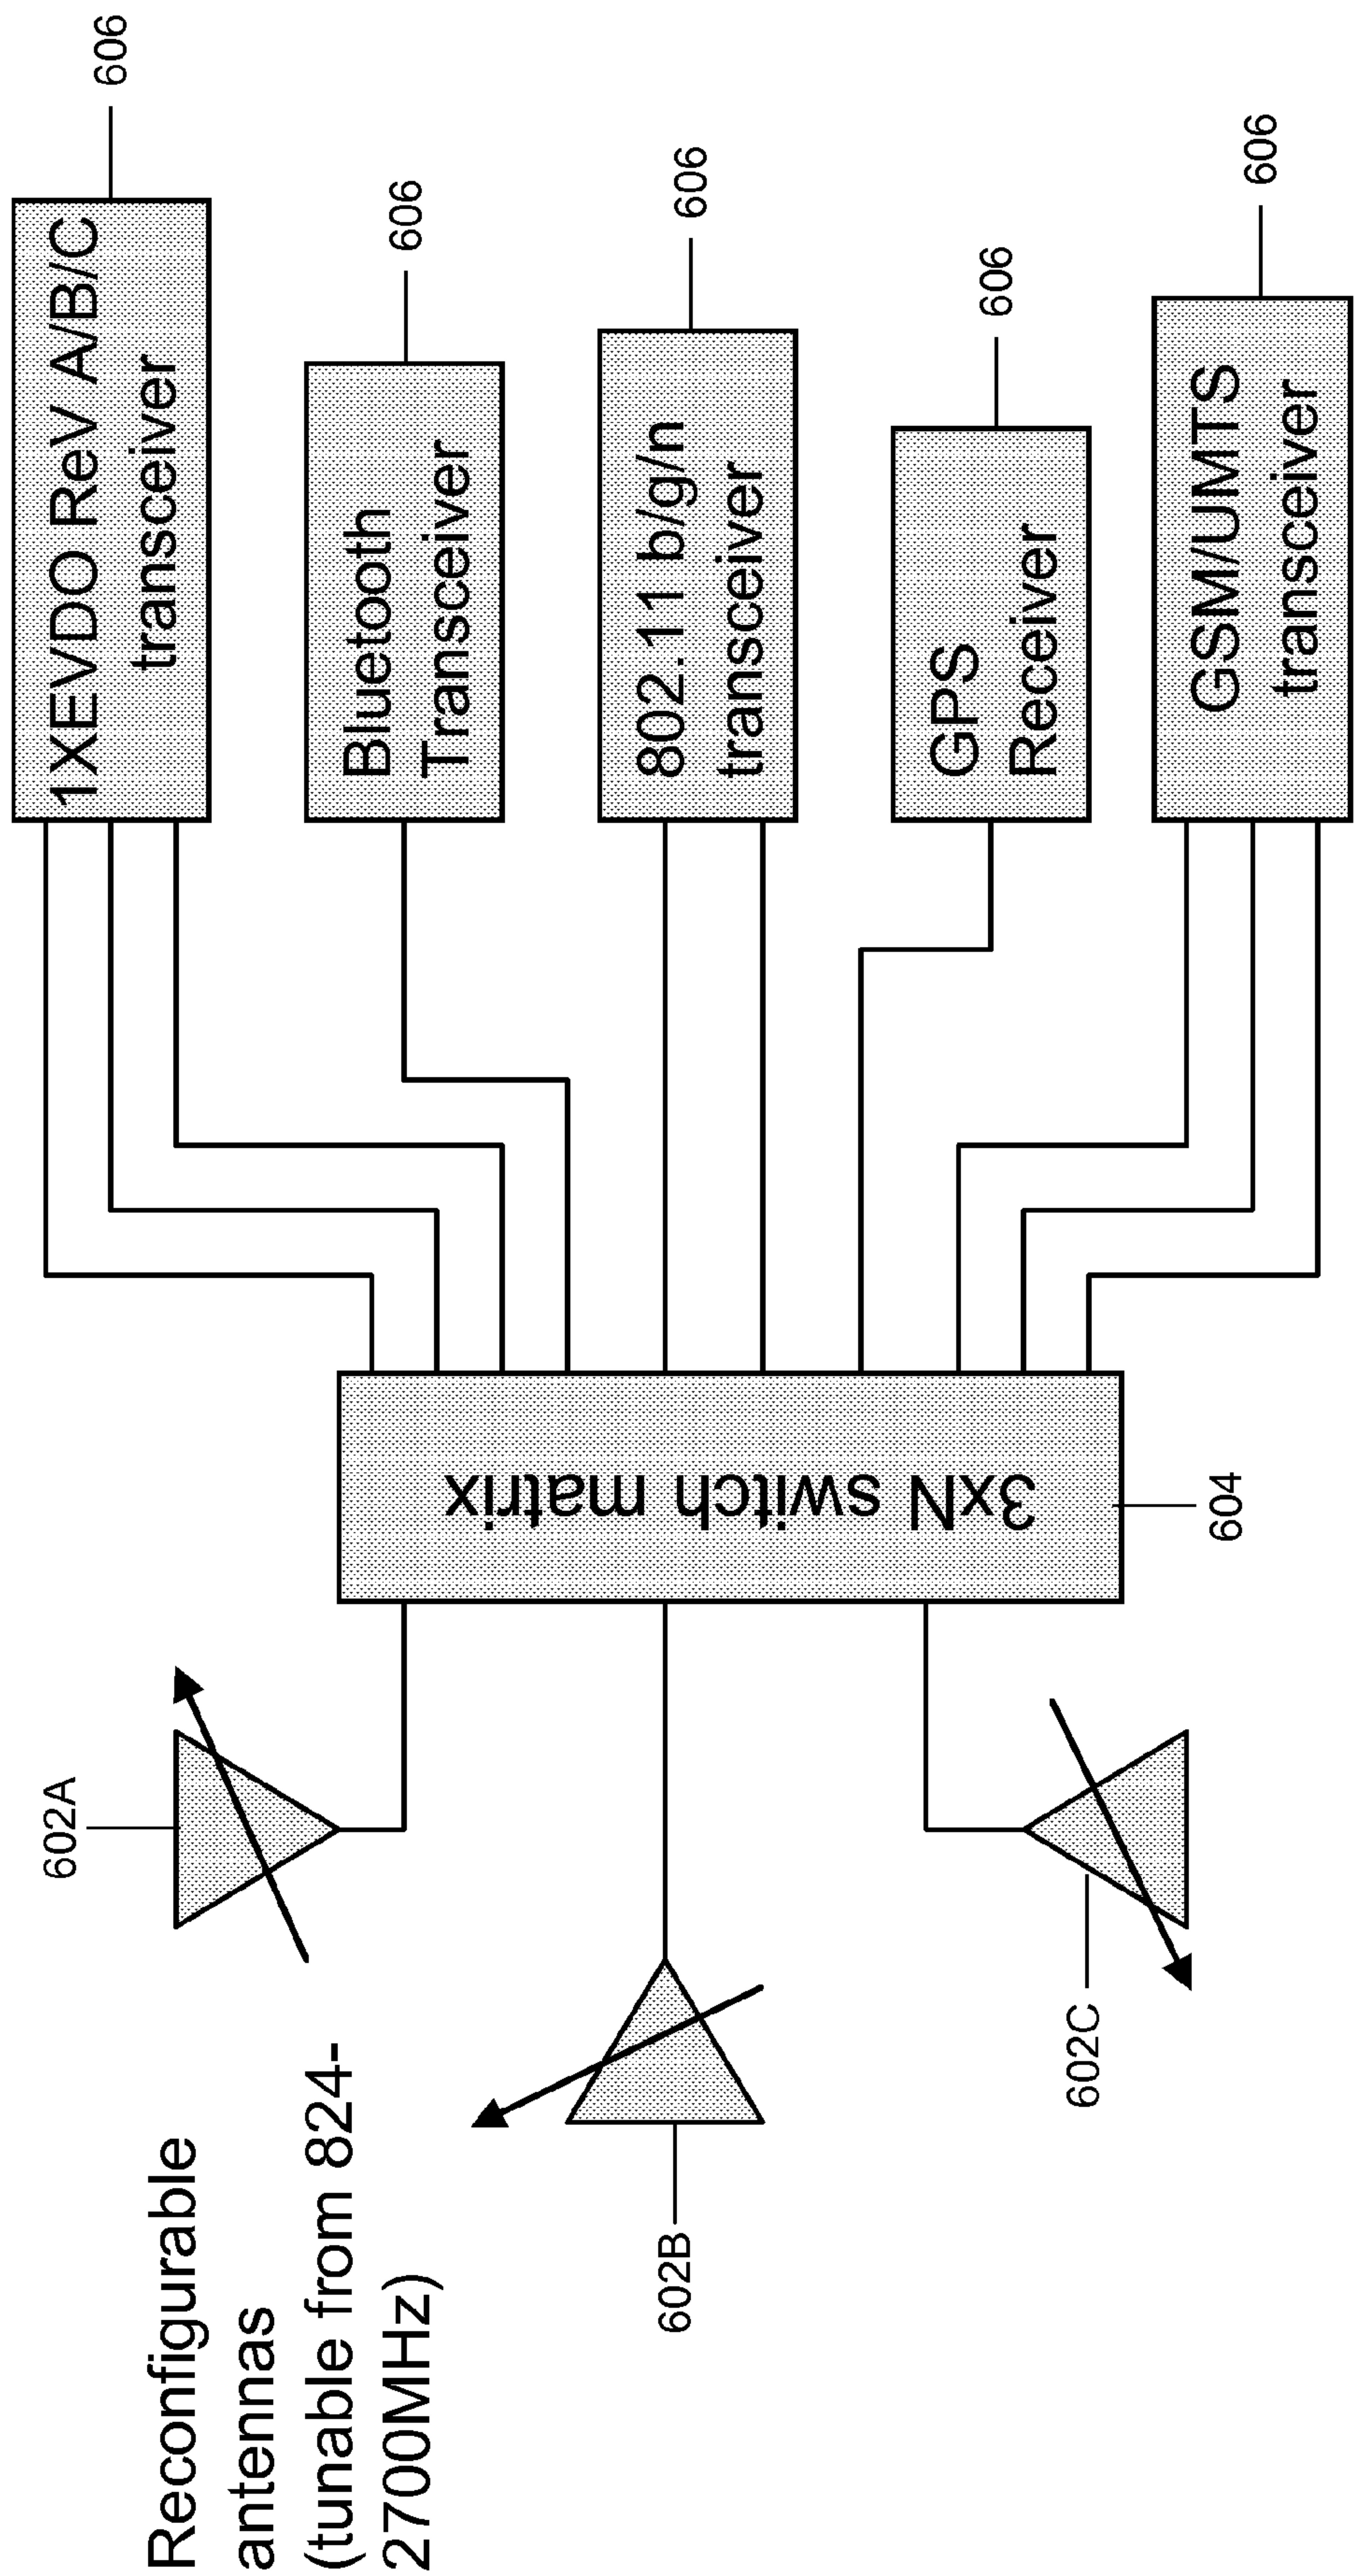 Reconfigurable
antennas
(tunable from 824-
2700MHz)
602A
602B
602C
3xN switch matrix
604
1XEVDO ReV A/B/C
transceiver
606
Bluetooth
Transceiver
606
802.11 b/g/n
transceiver
606
GPS
Receiver
606
GSM/UMTS
transceiver
606